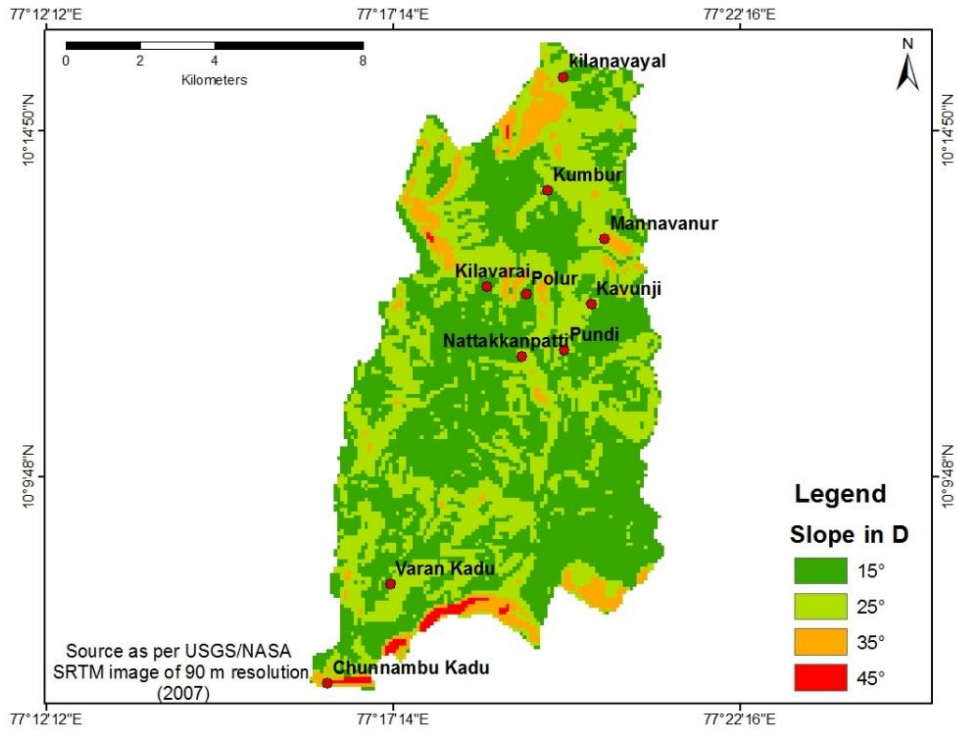 77°12'12"E 77°17'14"E 77°22'16"E
0 2 4 8
Kilometers
N
kilanavayal
10°14'50"N 10°14'50"N
Kumbur
Mannavanur
Kilavarai
Polur
Kavunji
Nattakkanpatti
Pundi
10°9'48"N 10°9'48"N
Legend
Slope in D
15°
25°
35°
45°
Varan Kadu
Source as per USGS/NASA
SRTM image of 90 m resolution
(2007)
Chunnambu Kadu
77°12'12"E 77°17'14"E 77°22'16"E